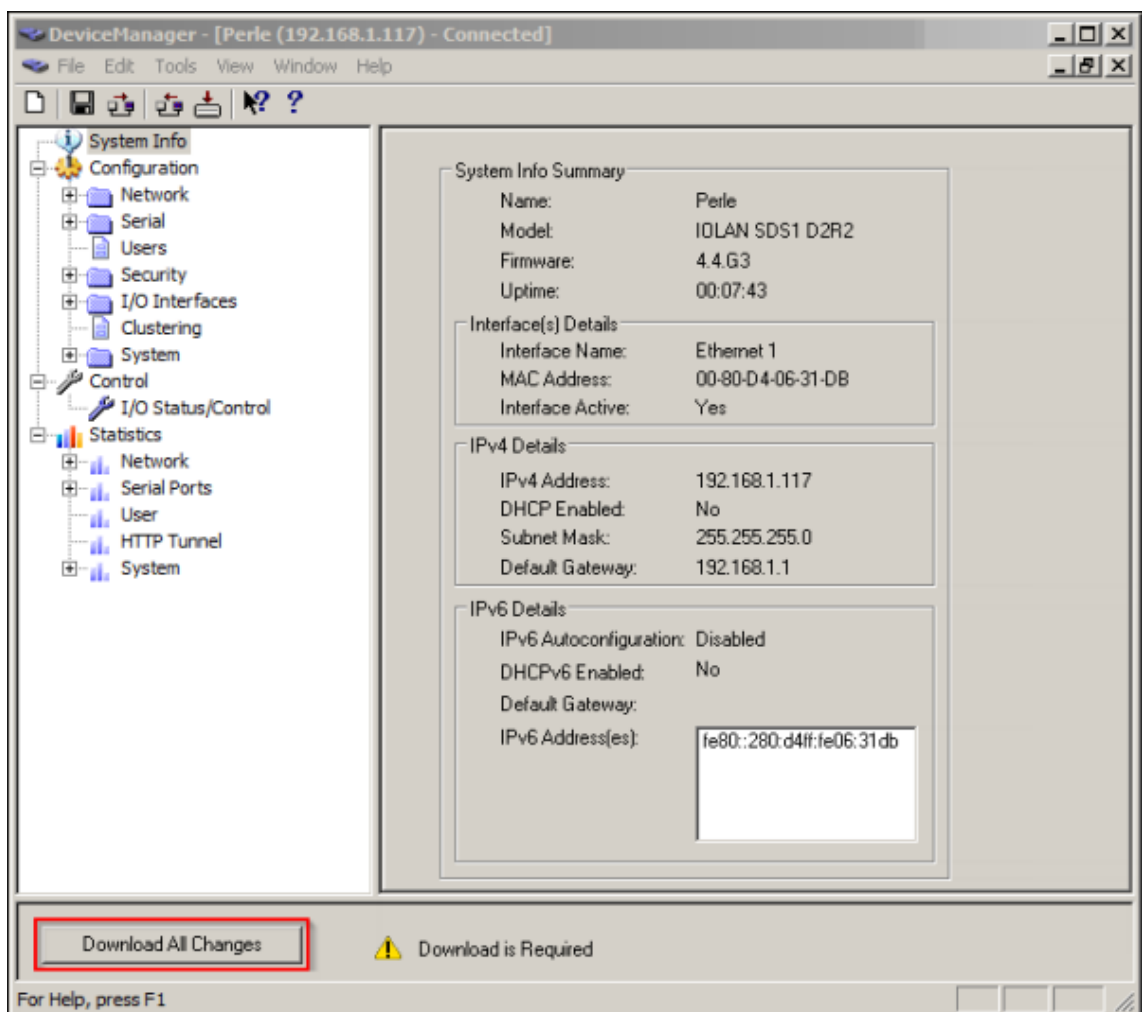 DeviceManager - [Perle (192.168.1.117) - Connected]
File Edit Tools View Window Help
System Info
Configuration
Network
Serial
Users
Security
I/O Interfaces
Clustering
System
Control
I/O Status/Control
Statistics
Network
Serial Ports
User
HTTP Tunnel
System
System Info Summary
Name: Perle
Model: IOLAN SDS1 D2R2
Firmware: 4.4.G3
Uptime: 00:07:43
Interface(s) Details
Interface Name: Ethernet 1
MAC Address: 00-80-D4-06-31-DB
Interface Active: Yes
IPv4 Details
IPv4 Address: 192.168.1.117
DHCP Enabled: No
Subnet Mask: 255.255.255.0
Default Gateway: 192.168.1.1
IPv6 Details
IPv6 Autoconfiguration: Disabled
DHCPv6 Enabled: No
Default Gateway:
IPv6 Address(es): fe80::280:d4ff:fe06:31db
Download All Changes
Download is Required
For Help, press F1